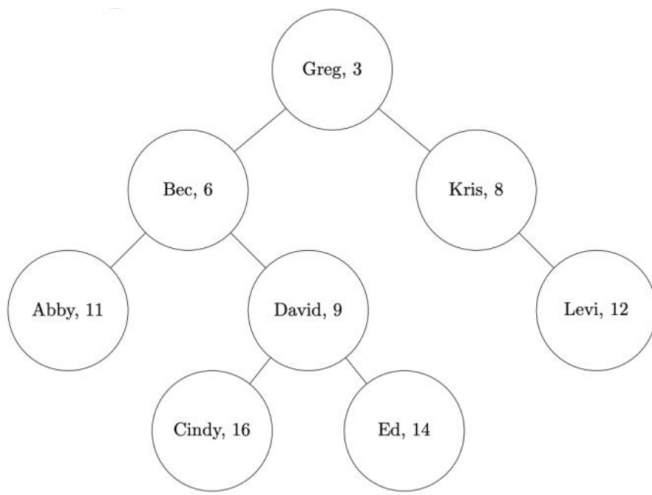 Greg, 3
Bec, 6
Kris, 8
Abby, 11
David, 9
Levi, 12
Cindy, 16
Ed, 14